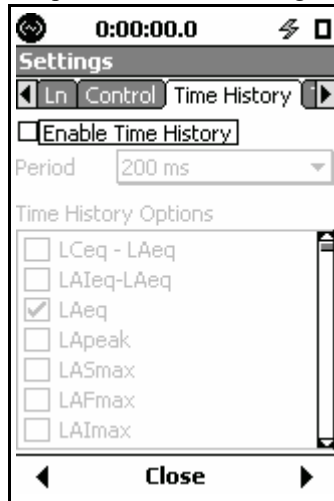 0:00:00.0
Settings
Ln Control Time History
Enable Time History
Period 200 ms
Time History Options
LCeq - LAeq
LAIeq-LAeq
LAeq
LApeak
LASmax
LAFmax
LAImax
Close